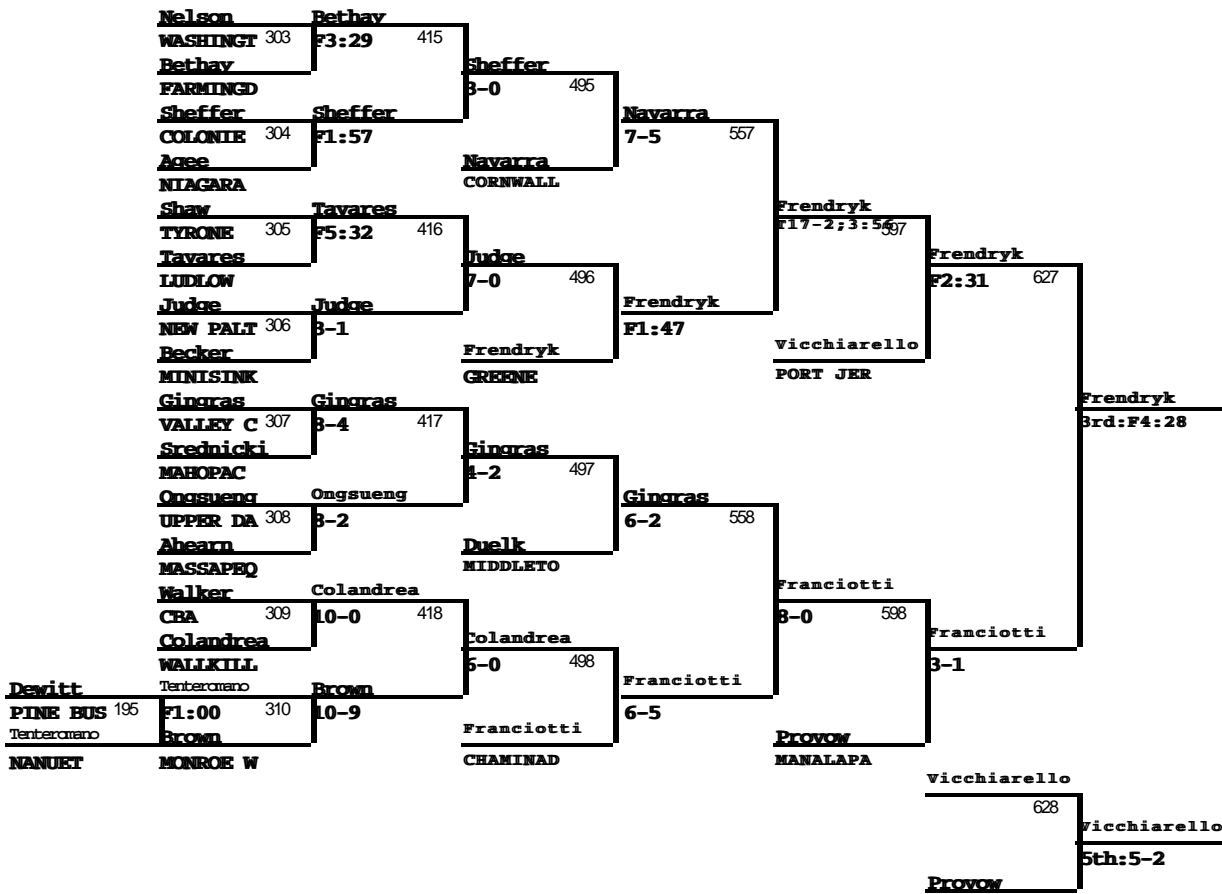 Nelson Bethay
WASHINGT 303 F3:29 415
Bethay Sheffer
FARMINGD 3-0 495
Sheffer Sheffer Navarra
COLONIE 304 F1:57 7-5 557
Agee Navarra
NIAGARA CORNWALL
Shaw Tavares Frendryk
TYRONE 305 F5:32 416 T17-2;3:56 597
Tavares Judge Frendryk
LUDLOW 7-0 496 F2:31 627
Judge Judge Frendryk
NEW PALT 306 3-1 F1:47
Becker Frendryk Vicchiarello
MINISINK GREENE PORT JER
Gingras Gingras Frendryk
VALLEY C 307 8-4 417 3rd:F4:28
Srednicki Gingras
MAHOPAC 4-2 497
Ongsueng Ongsueng Gingras
UPPER DA 308 8-2 6-2 558
Ahearn Duelk
MASSAPEQ MIDDLETO
Walker Colandrea Franciotti
CBA 309 10-0 418 8-0 598
Colandrea Colandrea Franciotti
WALLKILL 6-0 498 3-1
Dewitt Tenteromano Brown Franciotti
PINE BUS 195 F1:00 310 10-9 6-5
Tenteromano Brown Franciotti Provow
NANUET MONROE W CHAMINAD MANALAPA
Vicchiarello
628
Vicchiarello
5th:5-2
Provow